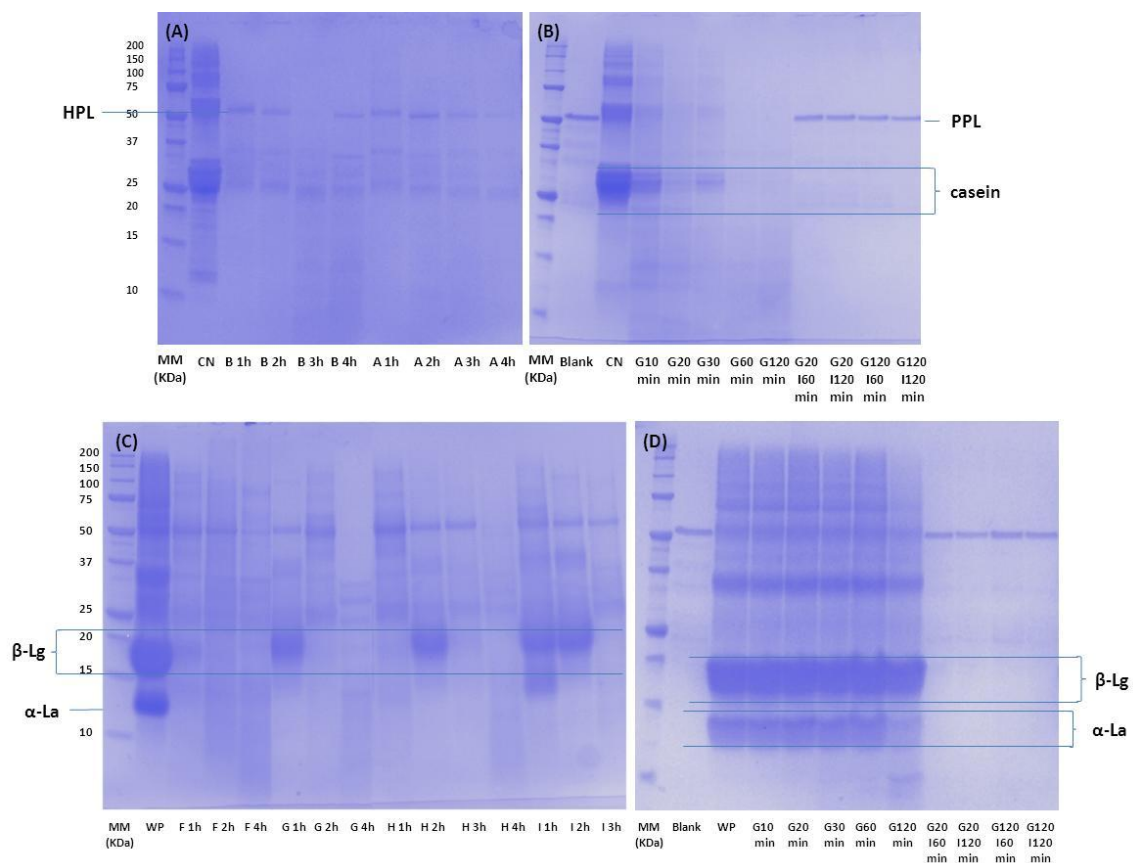 (A)
200
150
100
75
HPL
50
37
25
20
15
10
MM
(KDa)
CN B 1h B 2h B 3h B 4h A 1h A 2h A 3h A 4h
(B)
PPL
casein
MM Blank CN G10 G20 G30 G60 G120 G20 G20 G120 G120
(KDa) min min min min min I60 I120 I60 I120
min min min min
(C)
200
150
100
75
50
37
25
20
β-Lg
15
α-La
10
MM WP F 1h F 2h F 4h G 1h G 2h G 4h H 1h H 2h H 3h H 4h I 1h I 2h I 3h
(KDa)
(D)
β-Lg
α-La
MM Blank WP G10 G20 G30 G60 G120 G20 G20 G120 G120
(KDa) min min min min min I60 I120 I60 I120
min min min min